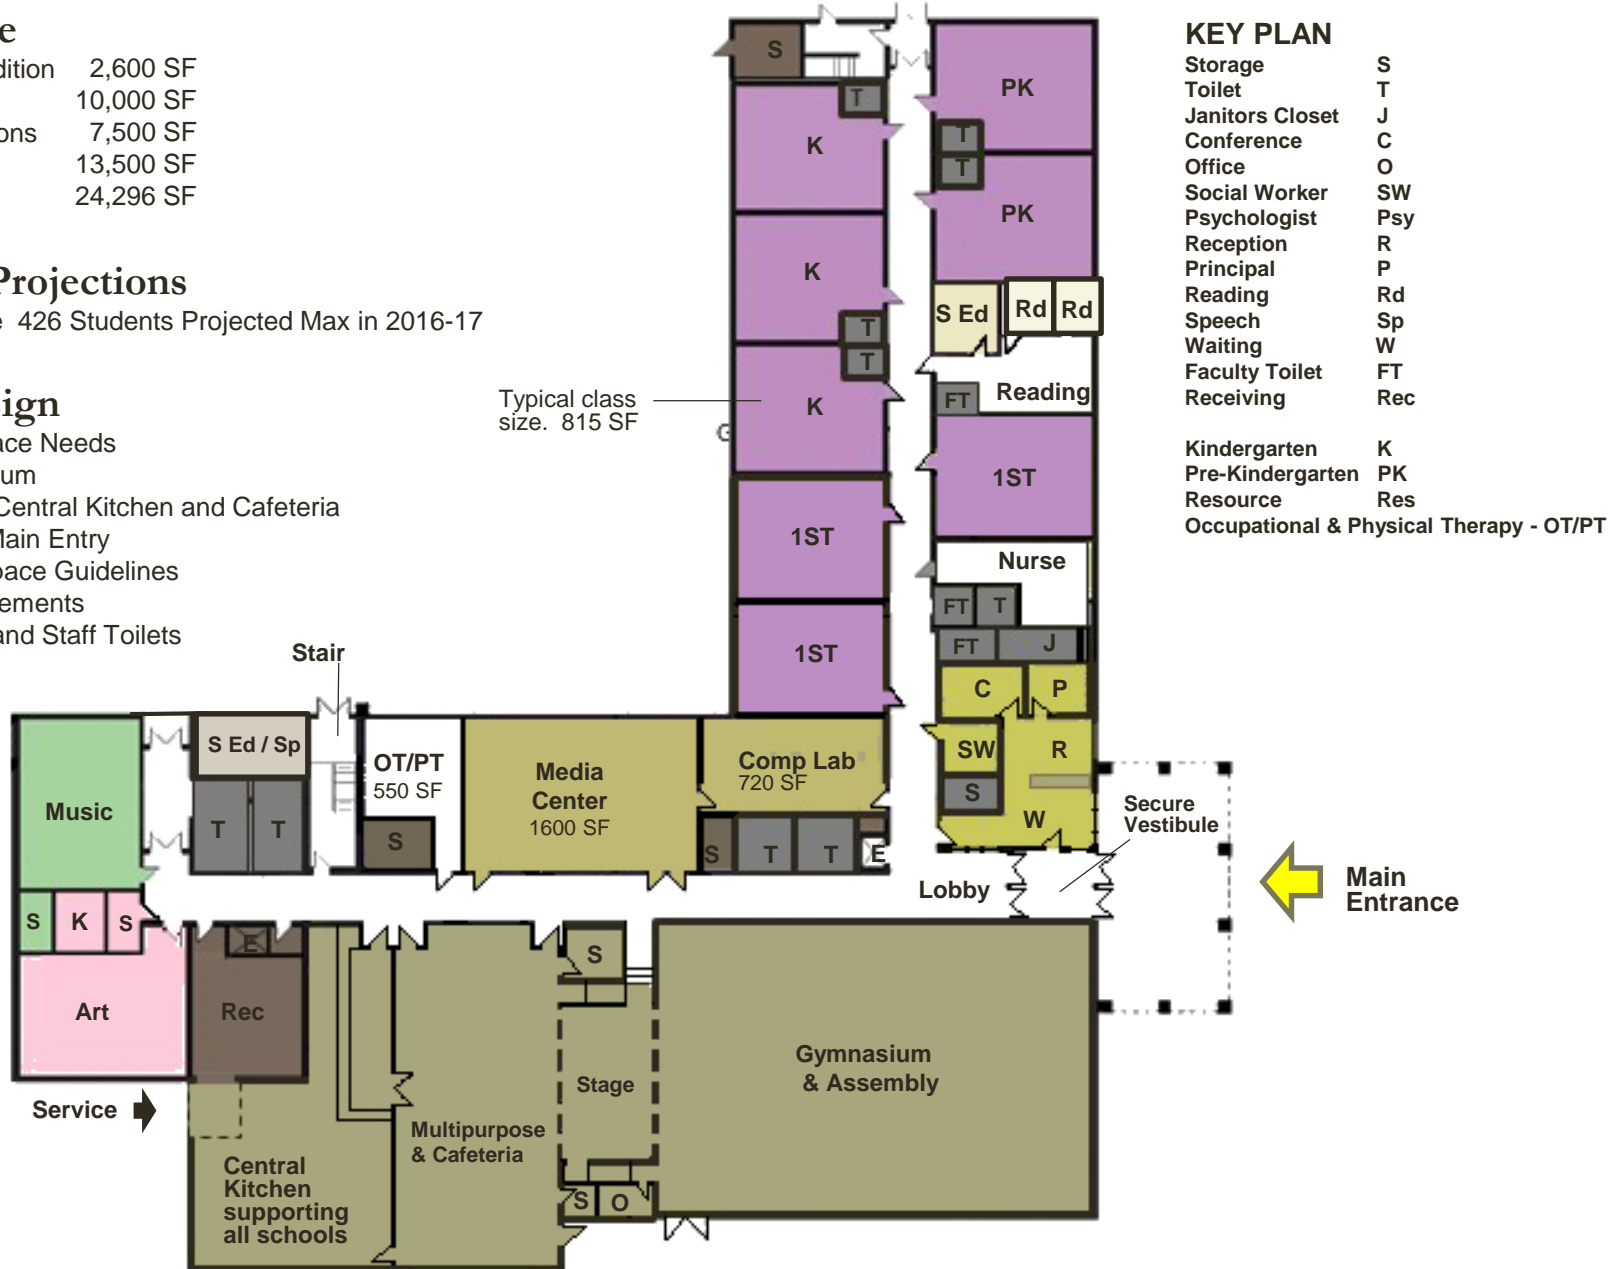 e
dition 2,600 SF
10,000 SF
ons 7,500 SF
13,500 SF
24,296 SF
Projections
e 426 Students Projected Max in 2016-17
ign
ace Needs
um
Central Kitchen and Cafeteria
Main Entry
pace Guidelines
ements
and Staff Toilets
KEY PLAN
Storage S
Toilet T
Janitors Closet J
Conference C
Office O
Social Worker SW
Psychologist Psy
Reception R
Principal P
Reading Rd
Speech Sp
Waiting W
Faculty Toilet FT
Receiving Rec
Kindergarten K
Pre-Kindergarten PK
Resource Res
Occupational & Physical Therapy - OT/PT
S
T
K
K
T
T
K
Typical class
size. 815 SF
1ST
1ST
PK
T
T
PK
S Ed
Rd
Rd
Reading
FT
1ST
Nurse
FT
T
FT
J
C
P
SW
R
S
W
Stair
S Ed / Sp
Music
T
T
OT/PT
550 SF
S
Media
Center
1600 SF
Comp Lab
720 SF
S
T
T
E
Secure
Vestibule
Lobby
Main
Entrance
S
K
S
Art
E
Rec
Service
S
Stage
Gymnasium
& Assembly
Multipurpose
& Cafeteria
Central
Kitchen
supporting
all schools
S
O